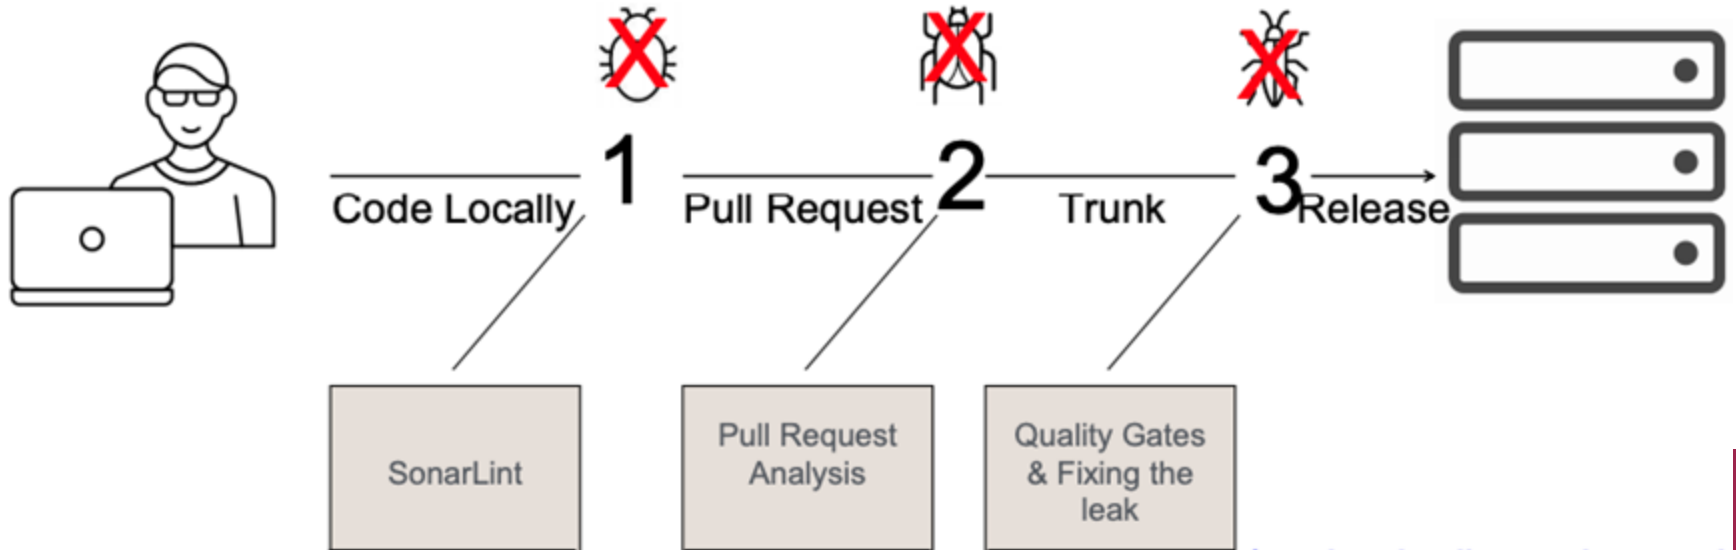 1
2
3
Code Locally
Pull Request
Trunk
Release
SonarLint
Pull Request
Analysis
Quality Gates
& Fixing the
leak